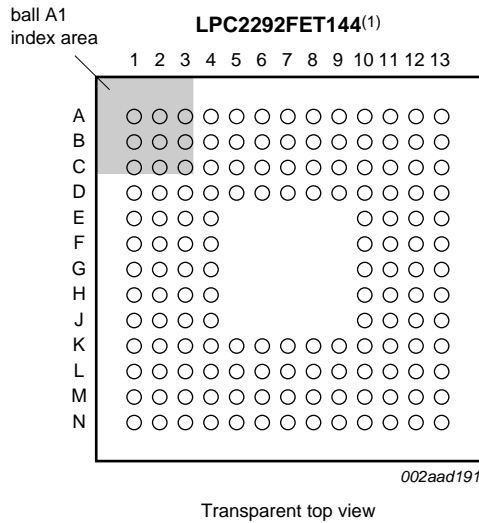 ball A1
index area
LPC2292FET144(1)
1 2 3 4 5 6 7 8 9 10 11 12 13
A
B
C
D
E
F
G
H
J
K
L
M
N
002aad191
Transparent top view